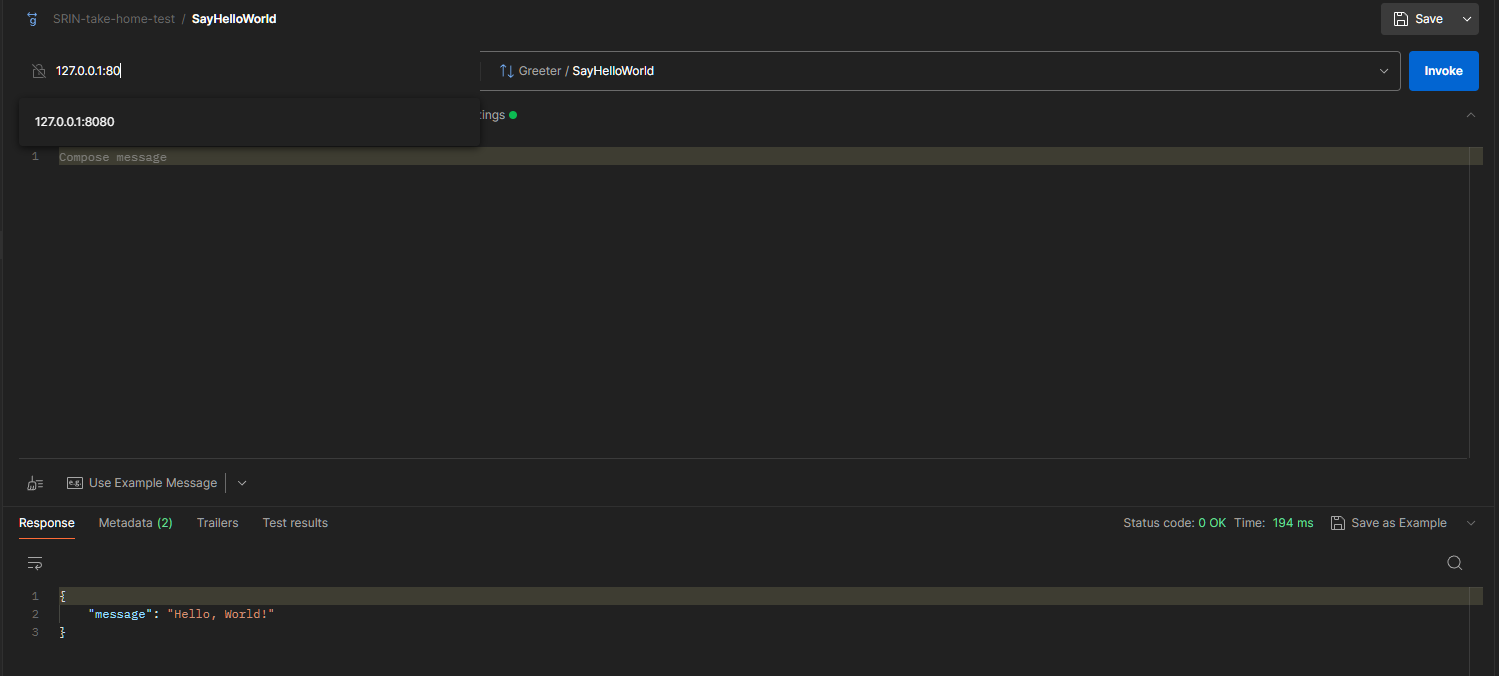 SRIN-take-home-test / SayHelloWorld
Save
127.0.0.1:80
Greeter / SayHelloWorld
Invoke
127.0.0.1:8080
tings
1 Compose message
Use Example Message
Response Metadata (2) Trailers Test results
Status code: 0 OK Time: 194 ms Save as Example
1 {
2 "message": "Hello, World!"
3 }